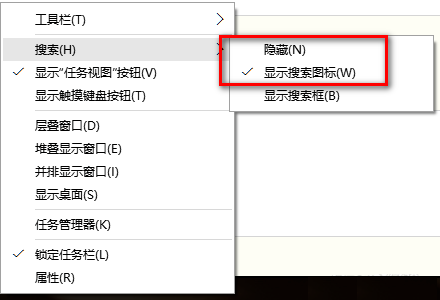 工具栏(T)
搜索(H)
显示“任务视图”按钮(V)
显示触摸键盘按钮(T)
层叠窗口(D)
堆叠显示窗口(E)
并排显示窗口(I)
显示桌面(S)
任务管理器(K)
锁定任务栏(L)
属性(R)
隐藏(N)
显示搜索图标(W)
显示搜索框(B)